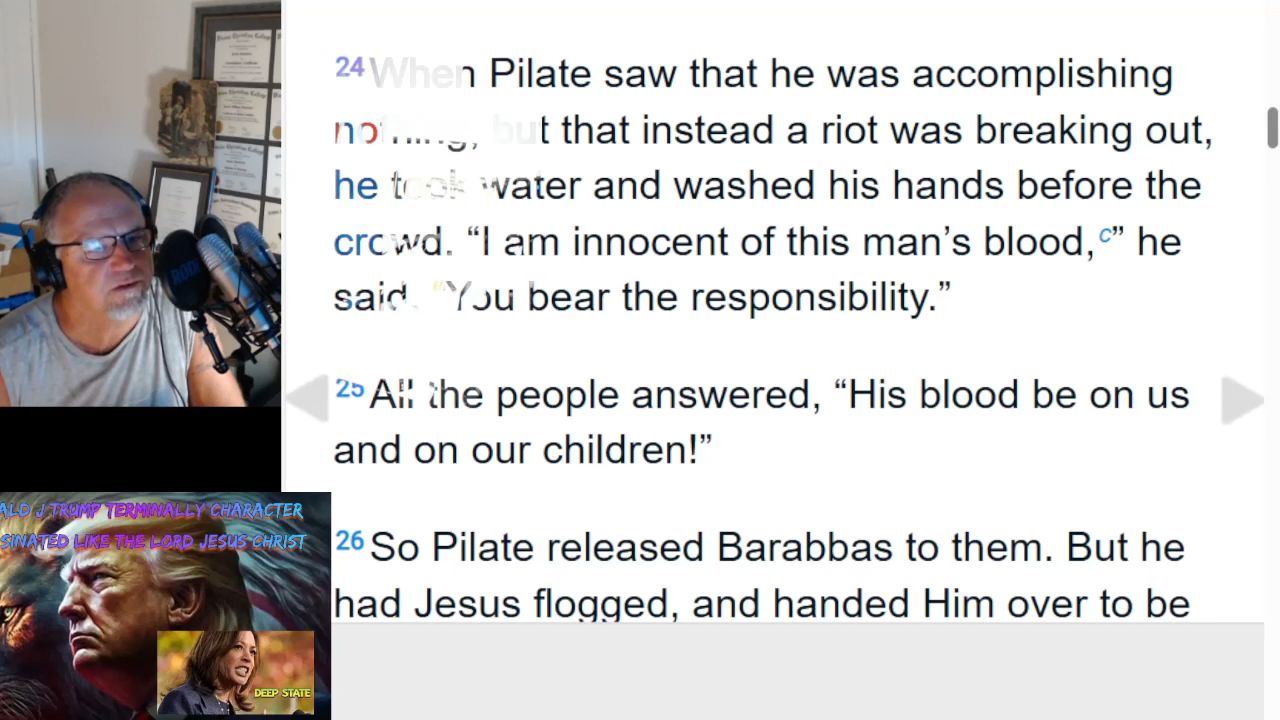 24 When Pilate saw that he was accomplishing
nothing, but that instead a riot was breaking out,
he took water and washed his hands before the
crowd. “I am innocent of this man’s blood,c” he
said. “You bear the responsibility.”
25 All the people answered, “His blood be on us
and on our children!”
26 So Pilate released Barabbas to them. But he
had Jesus flogged, and handed Him over to be
ALD J TRUMP TERMINALLY CHARACTER
SINATED LIKE THE LORD JESUS CHRIST
DEEP STATE